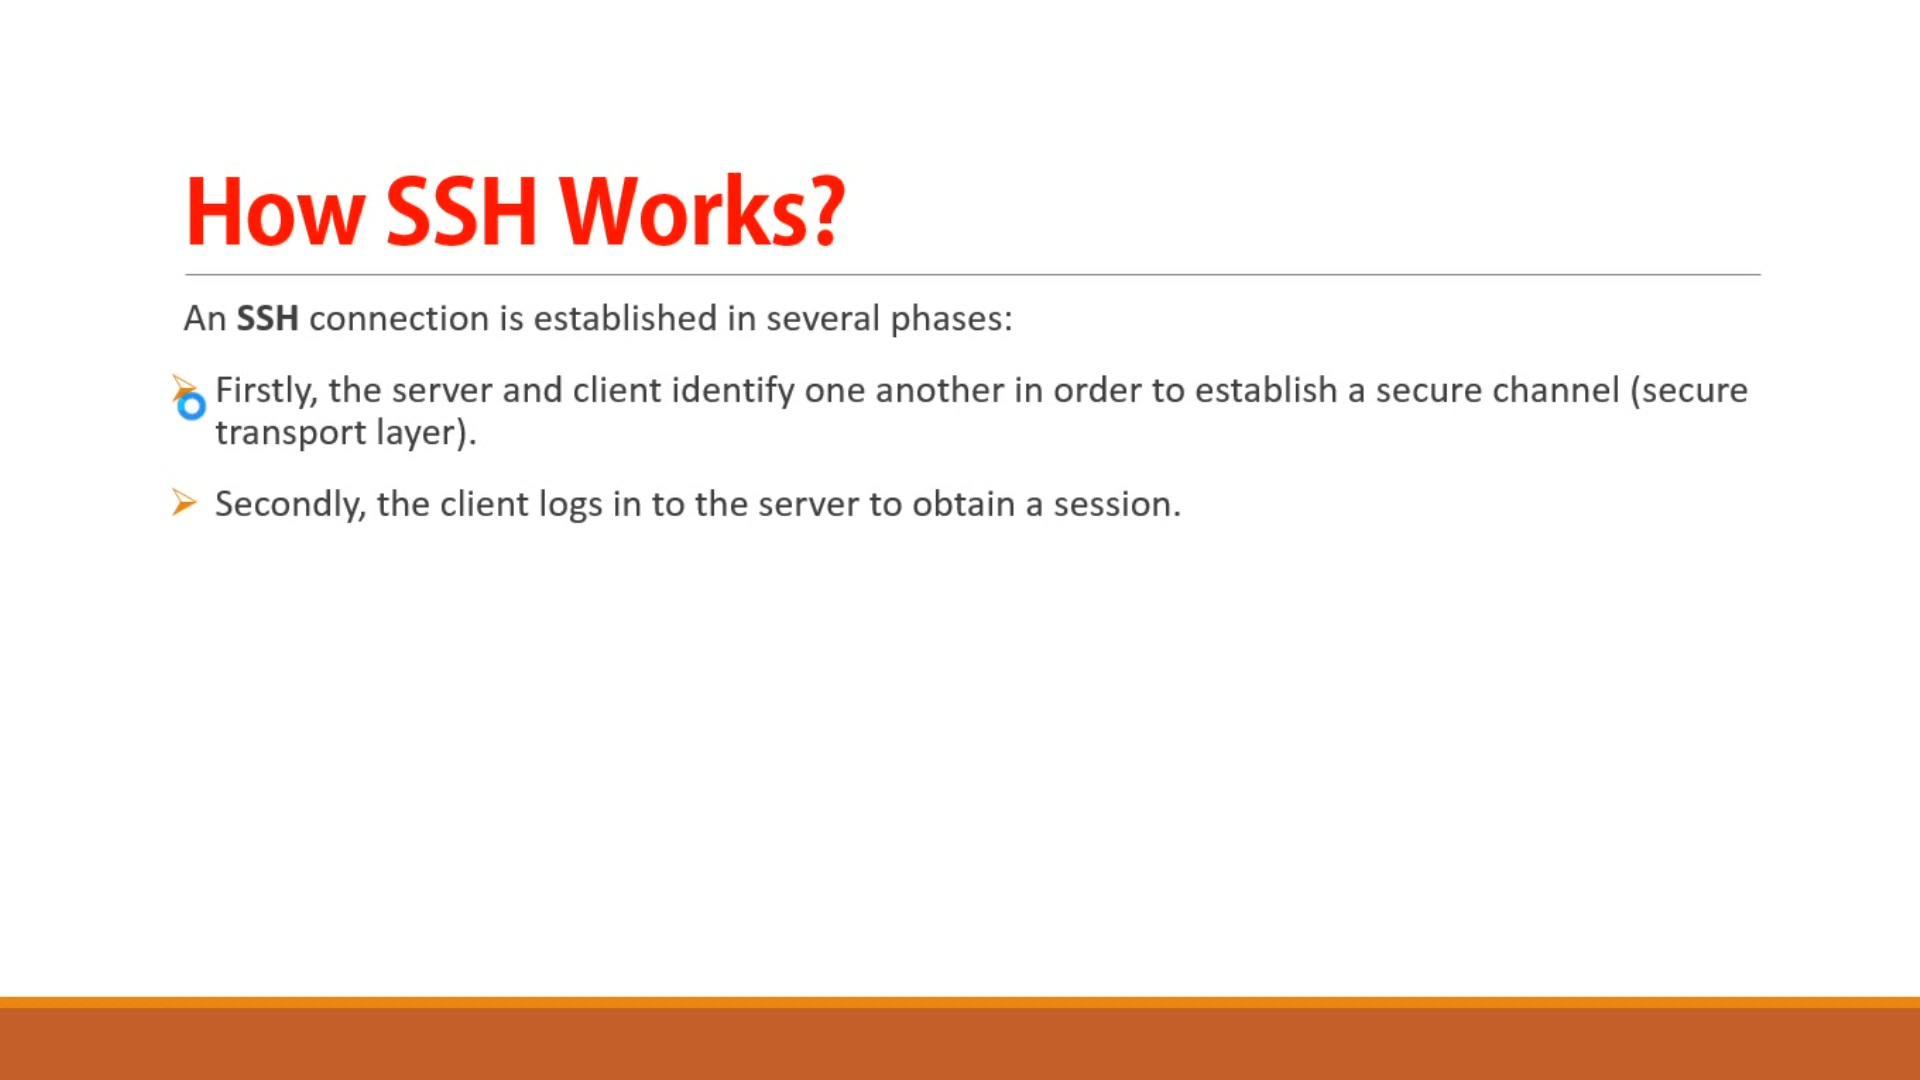 How SSH Works?
An SSH connection is established in several phases:
Firstly, the server and client identify one another in order to establish a secure channel (secure
transport layer).
Secondly, the client logs in to the server to obtain a session.